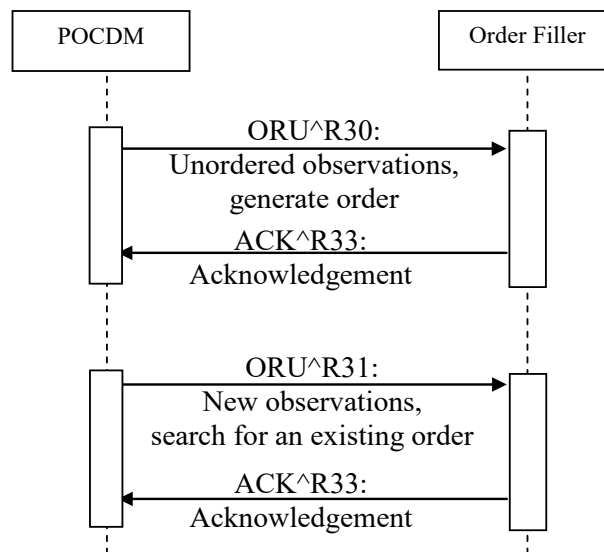 POCDM
Order Filler
ORU^R30:
Unordered observations,
generate order
ACK^R33:
Acknowledgement
ORU^R31:
New observations,
search for an existing order
ACK^R33:
Acknowledgement